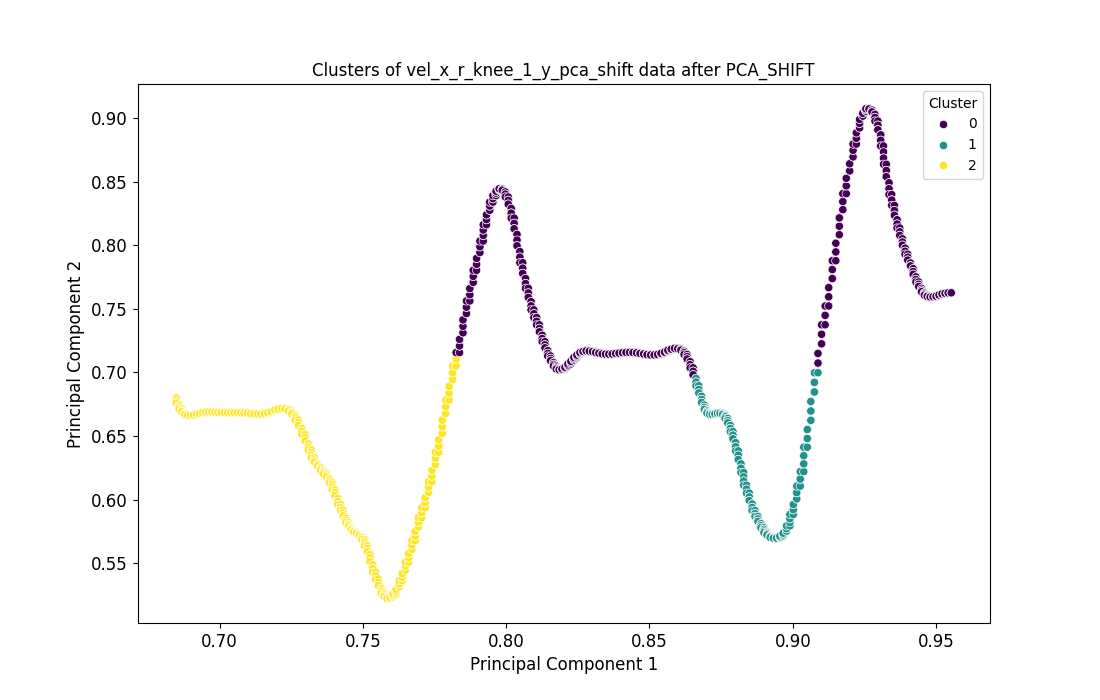 Clusters of vel_x_r_knee_1_y_pca_shift data after PCA_SHIFT
Cluster
0
1
2
Principal Component 2
0.90
0.85
0.80
0.75
0.70
0.65
0.60
0.55
0.70 0.75 0.80 0.85 0.90 0.95
Principal Component 1